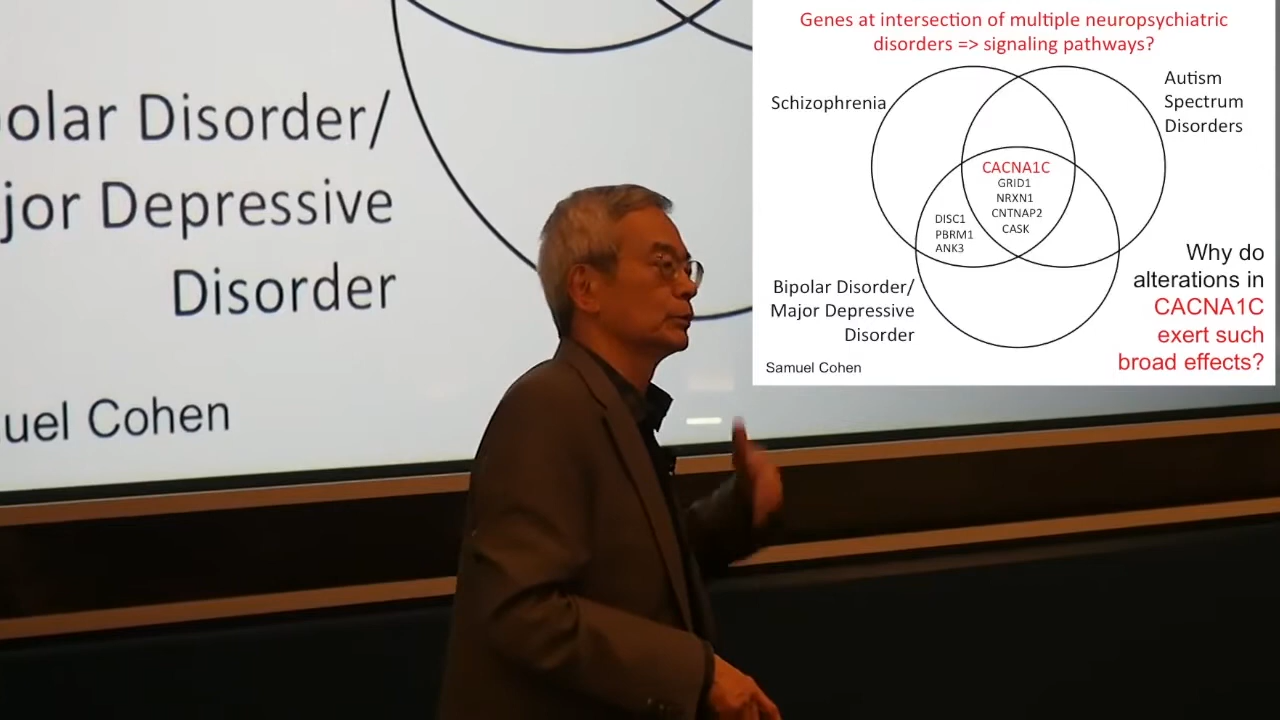 olar Disorder/
jor Depressive
Disorder
uel Cohen
Genes at intersection of multiple neuropsychiatric
disorders => signaling pathways?
Schizophrenia
Autism
Spectrum
Disorders
CACNA1C
GRID1
NRXN1
CNTNAP2
CASK
DISC1
PBRM1
ANK3
Bipolar Disorder/
Major Depressive
Disorder
Why do
alterations in
CACNA1C
exert such
broad effects?
Samuel Cohen